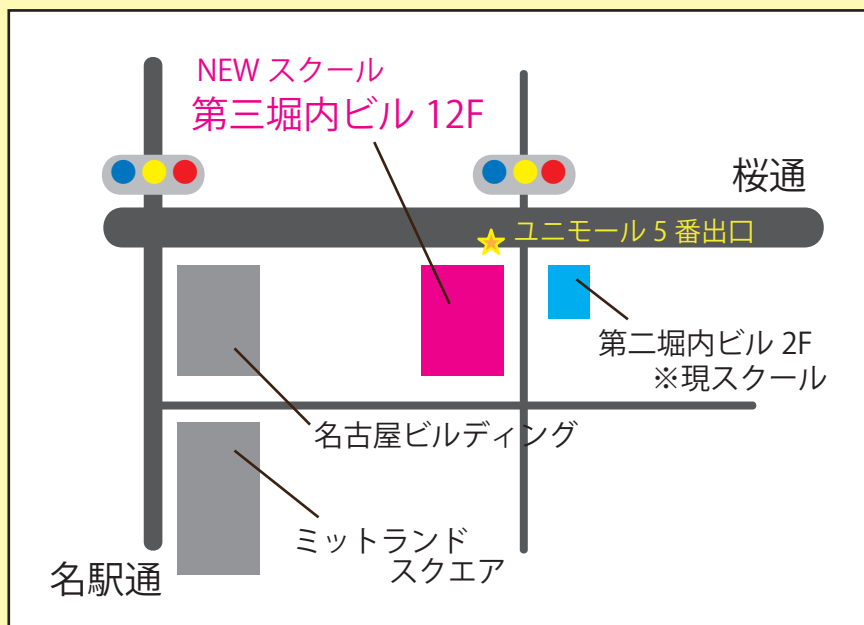 NEW スクール
第三堀内ビル 12F
桜通
ユニモール 5 番出口
第二堀内ビル 2F
※現スクール
名古屋ビルディング
ミットランド
スクエア
名駅通